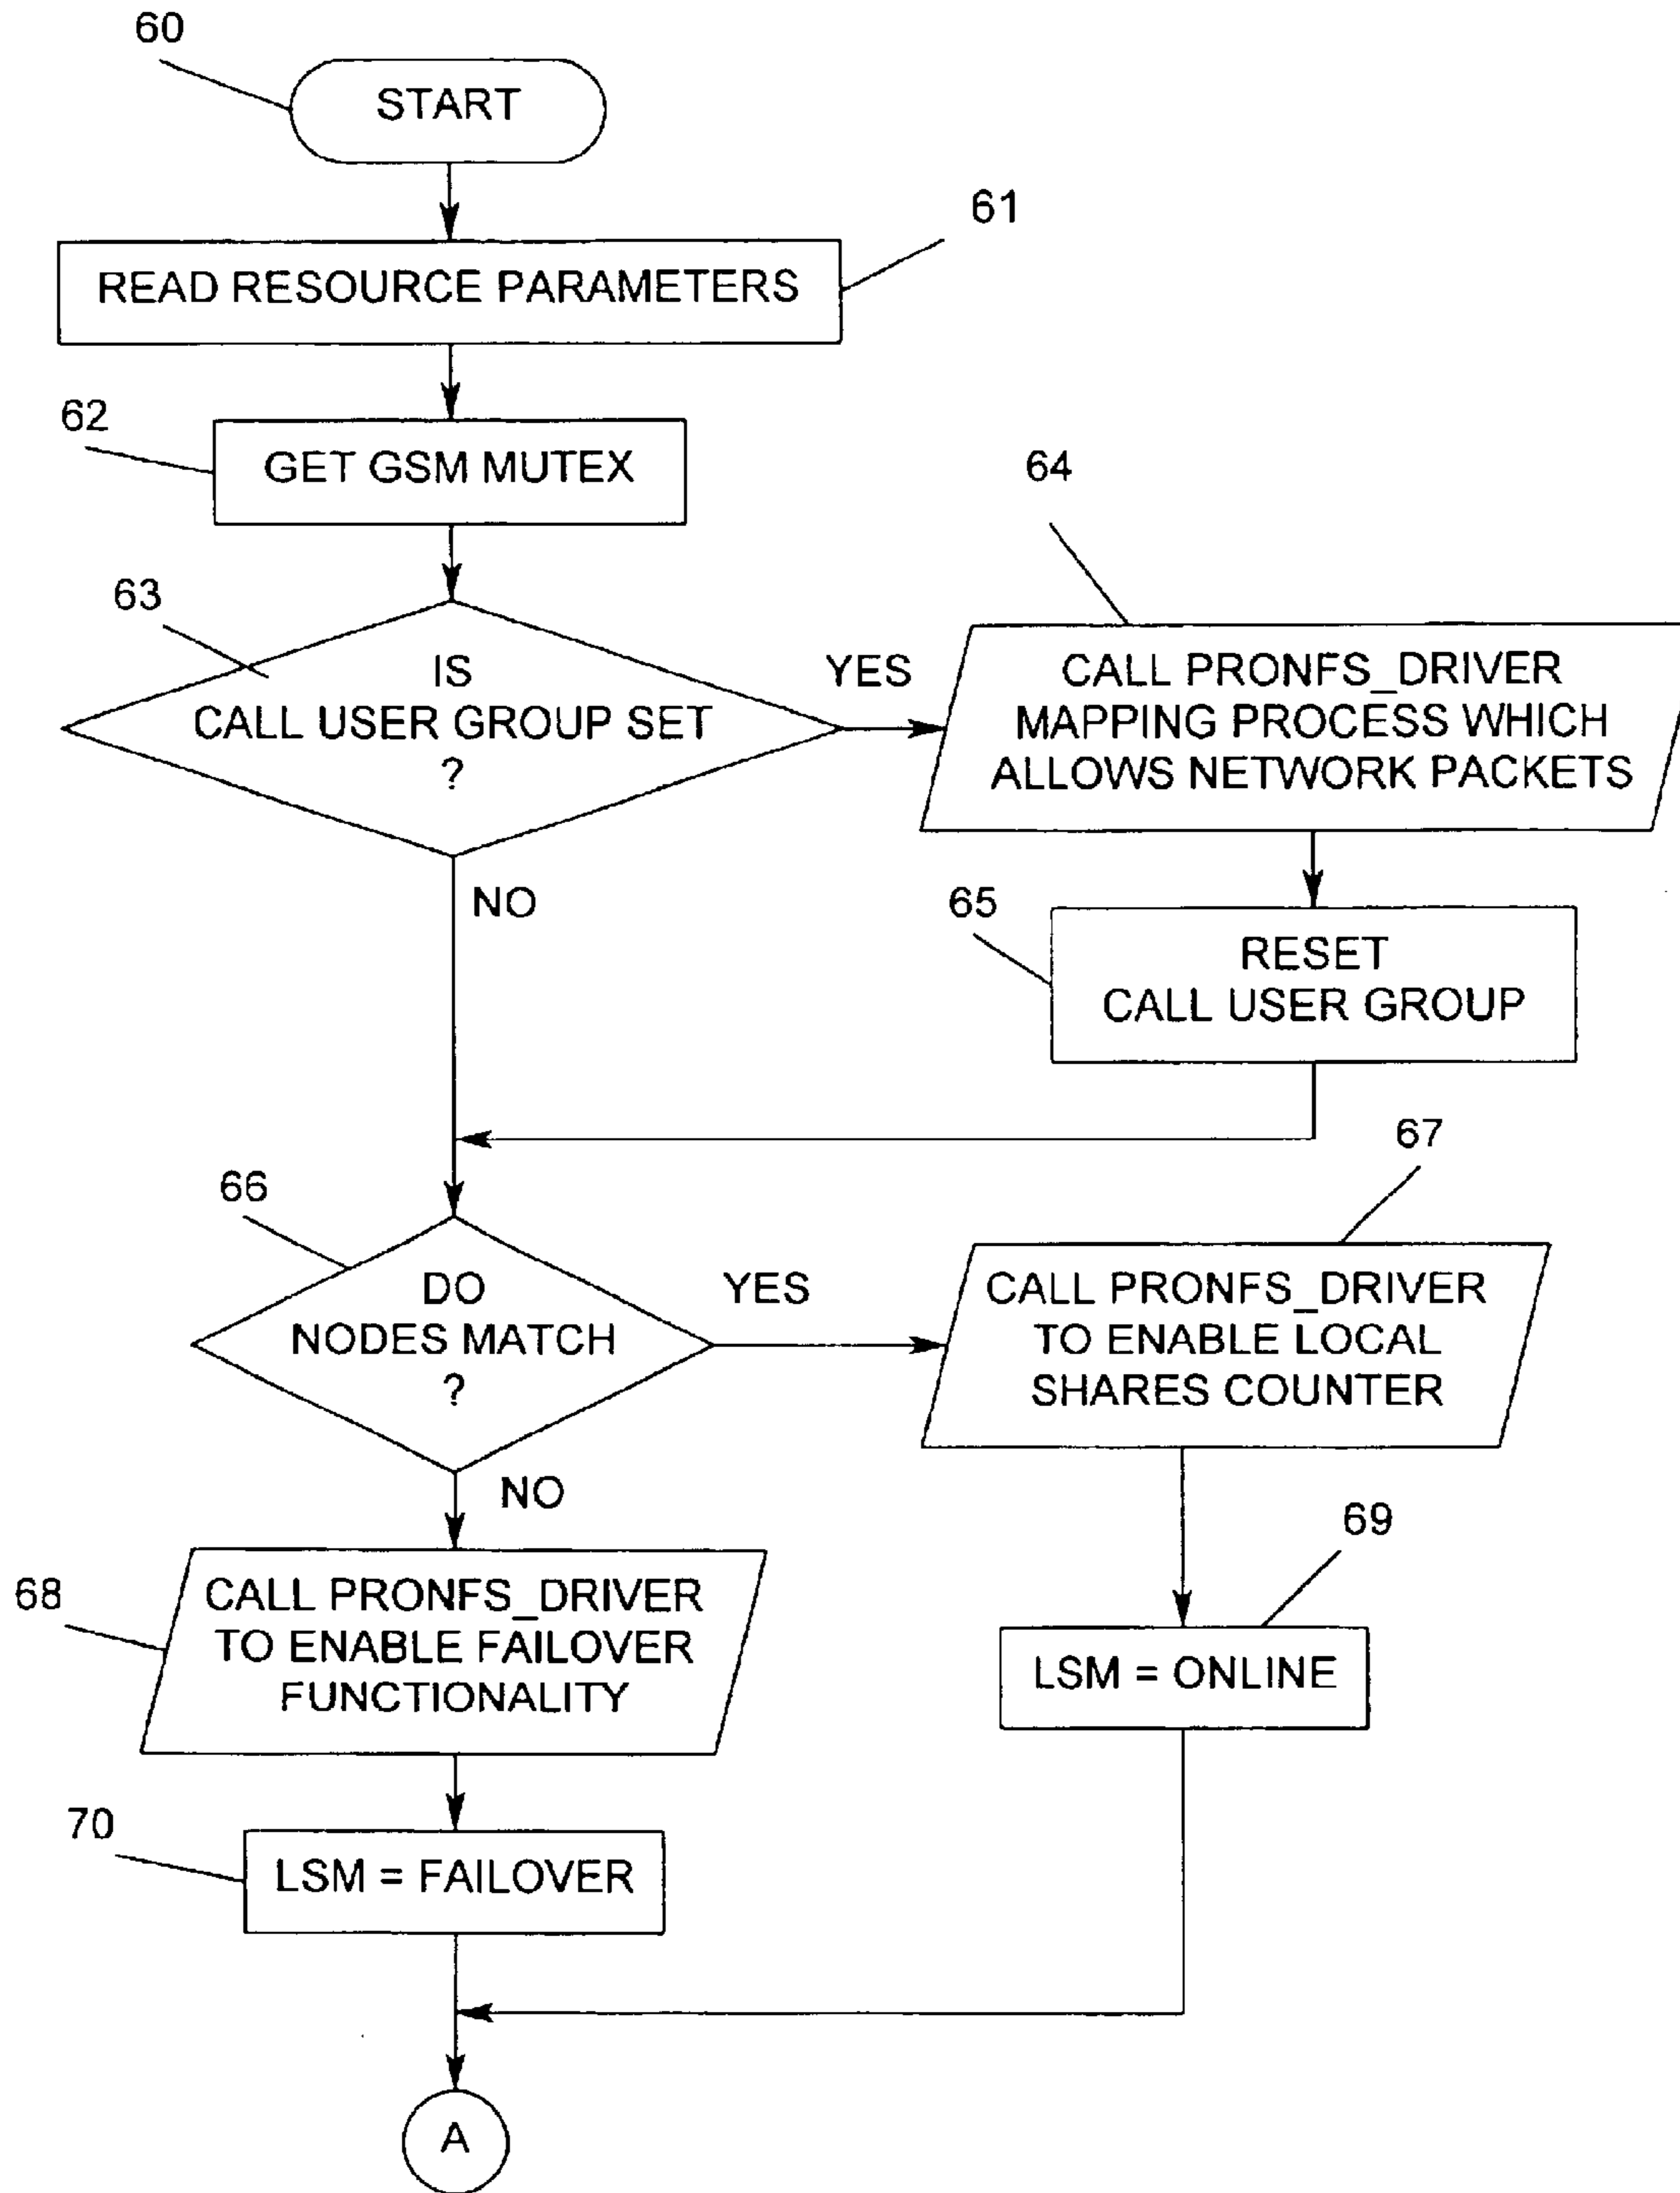 60
START
61
READ RESOURCE PARAMETERS
62
GET GSM MUTEX
63
IS
CALL USER GROUP SET
?
YES
NO
64
CALL PRONFS_DRIVER
MAPPING PROCESS WHICH
ALLOWS NETWORK PACKETS
65
RESET
CALL USER GROUP
66
DO
NODES MATCH
?
YES
NO
67
CALL PRONFS_DRIVER
TO ENABLE LOCAL
SHARES COUNTER
68
CALL PRONFS_DRIVER
TO ENABLE FAILOVER
FUNCTIONALITY
69
LSM = ONLINE
70
LSM = FAILOVER
A